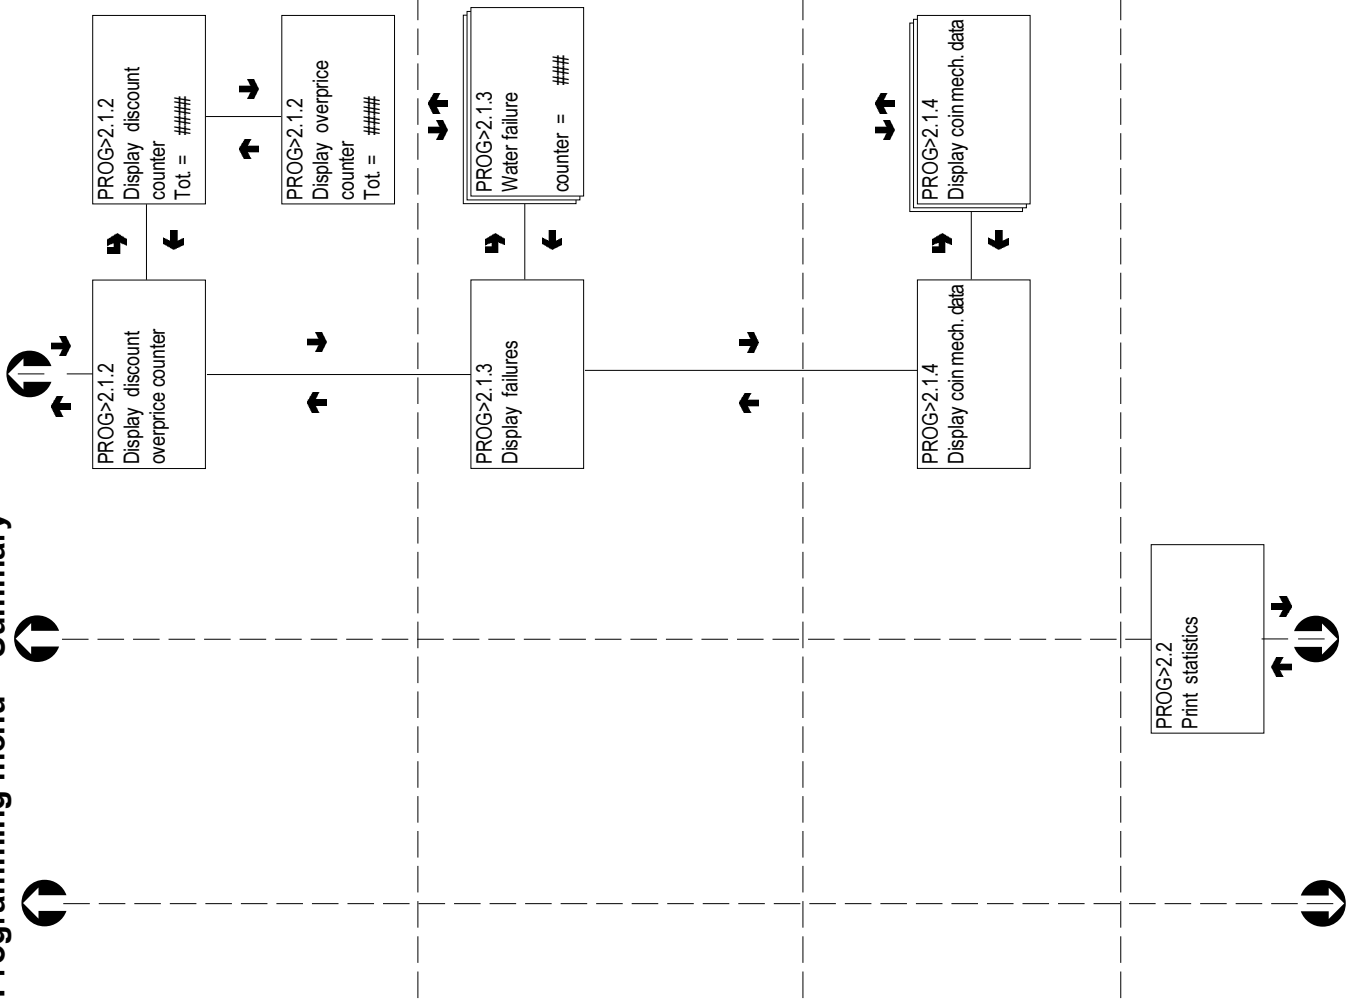 Programming menu Summary
PROG>2.1.2
Display discount
overprice counter
PROG>2.1.2
Display discount
counter
Tot. = ####
PROG>2.1.2
Display overprice
counter
Tot. = ####
PROG>2.1.3
Display failures
PROG>2.1.3
Water failure
counter = ###
PROG>2.1.4
Display coin mech. data
PROG>2.1.4
Display coin mech. data
PROG>2.2
Print statistics